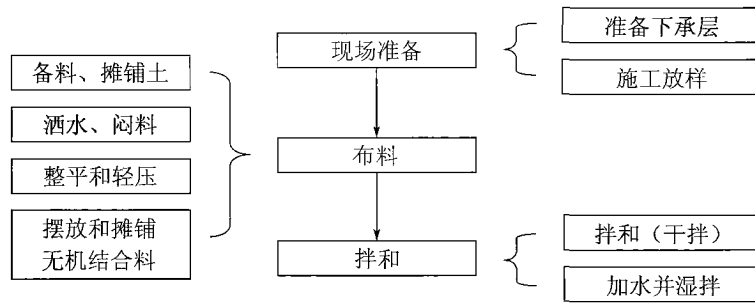 现场准备
准备下承层
施工放样
备料、摊铺土
洒水、闷料
整平和轻压
摆放和摊铺
无机结合料
布料
拌和
拌和（干拌）
加水并湿拌